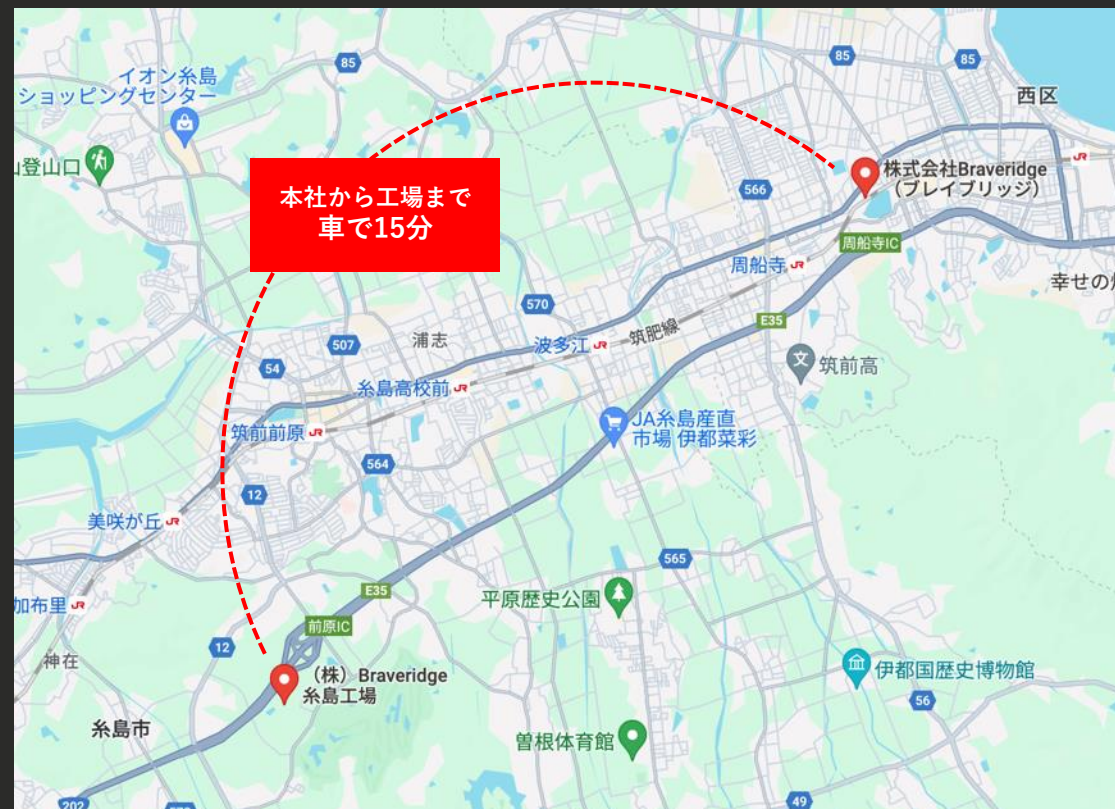 85
85
85
イオン糸島
ショッピングセンター
西区
登山口
株式会社Braveridge
(ブレイブリッジ)
JR
本社から工場まで
車で15分
566
周船寺IC
周船寺 JR
幸せの
570
E35
507
浦志
波多江 JR
筑肥線
54
筑前高
糸島高校前 JR
JA糸島産直
市場 伊都菜彩
筑前前原 JR
564
12
美咲が丘 JR
565
E35
平原歴史公園
加布里 JR
前原IC
12
神在
(株)Braveridge
糸島工場
伊都国歴史博物館
56
糸島市
曽根体育館
202
49